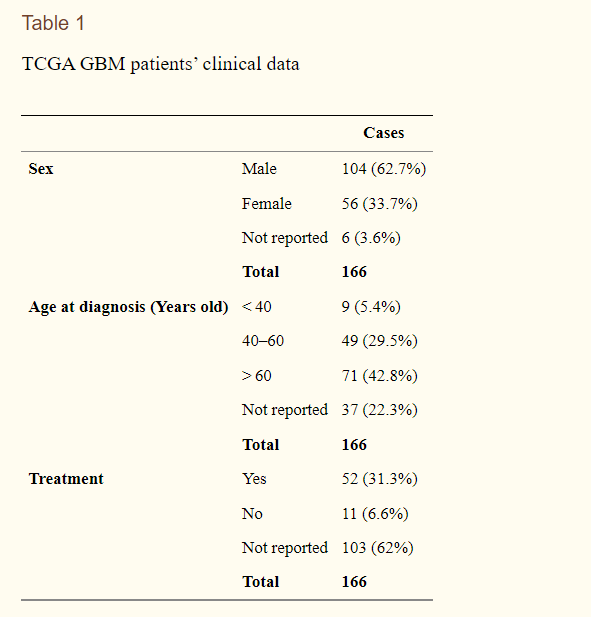 Table 1
TCGA GBM patients’ clinical data
Cases
Sex Male 104 (62.7%)
Female 56 (33.7%)
Not reported 6 (3.6%)
Total 166
Age at diagnosis (Years old) < 40 9 (5.4%)
40–60 49 (29.5%)
> 60 71 (42.8%)
Not reported 37 (22.3%)
Total 166
Treatment Yes 52 (31.3%)
No 11 (6.6%)
Not reported 103 (62%)
Total 166